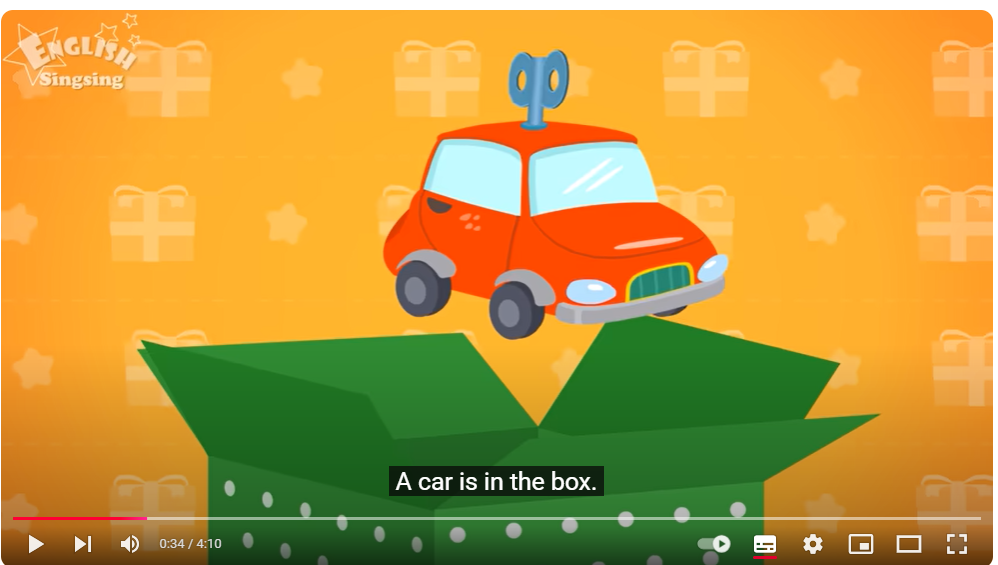 ENGLISH
Singsing
A car is in the box.
0:34 / 4:10